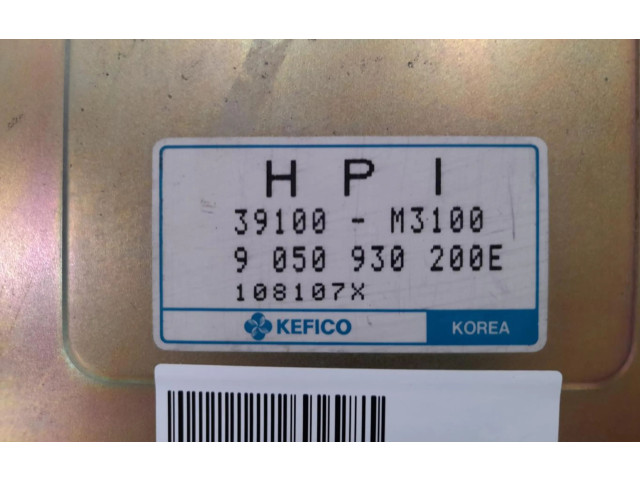 H P I
39100 - M3100
9 050 930 200E
108107X
KEFICO KOREA